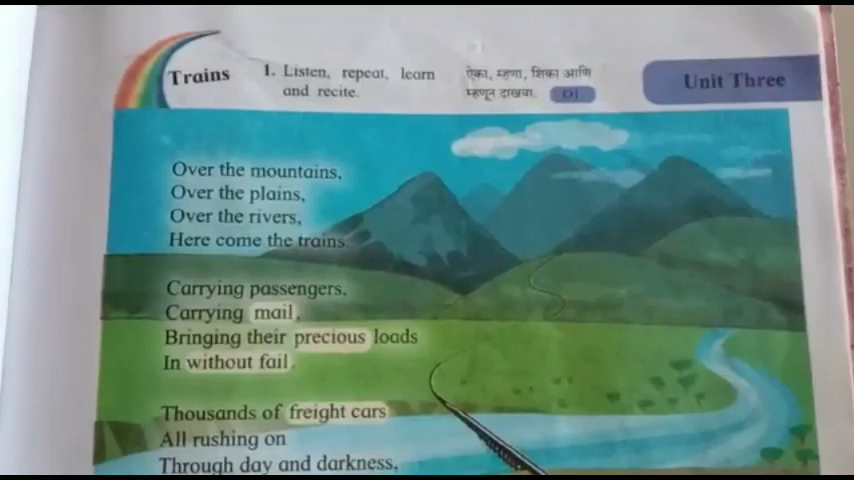 Trains
1. Listen, repeat, learn
and recite.
ऐका, म्हणा, शिका आणि
म्हणून दाखवा.
01
Unit Three
Over the mountains,
Over the plains,
Over the rivers,
Here come the trains.
Carrying passengers,
Carrying mail,
Bringing their precious loads
In without fail.
Thousands of freight cars
All rushing on
Through day and darkness,